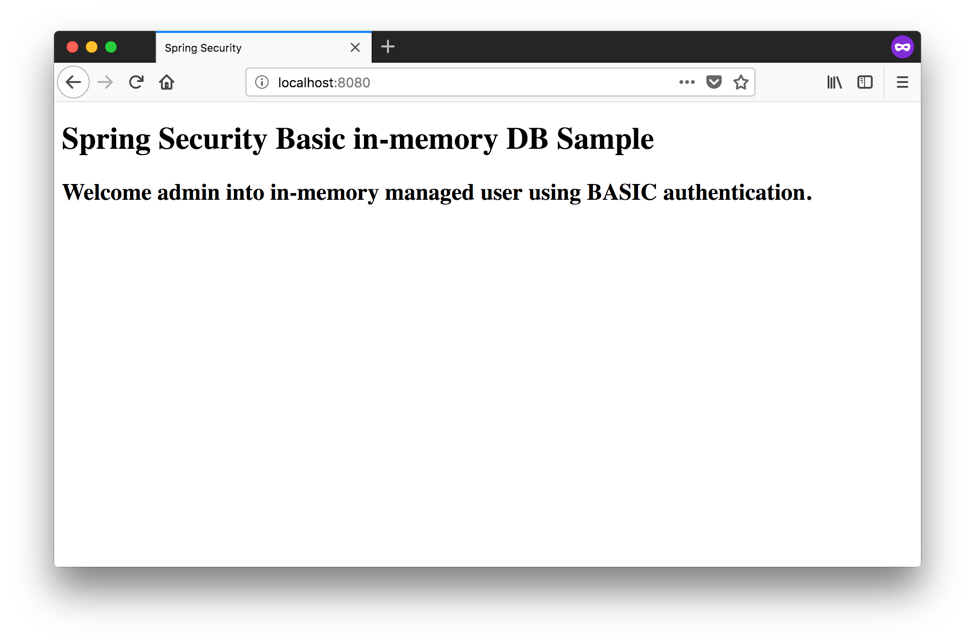 Spring Security
localhost:8080
Spring Security Basic in-memory DB Sample
Welcome admin into in-memory managed user using BASIC authentication.